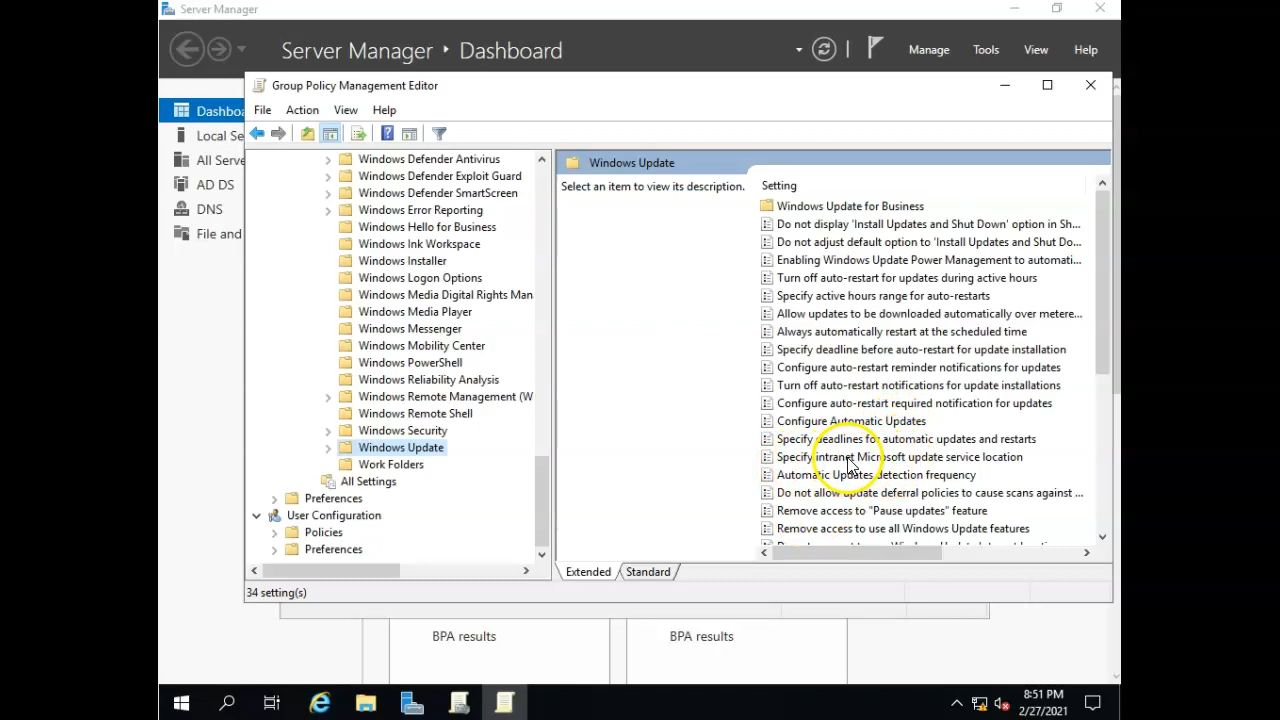 Server Manager
Server Manager • Dashboard
Manage Tools View Help
Group Policy Management Editor
File Action View Help
Dashbo
Local Se
All Serve
AD DS
DNS
File and
Windows Defender Antivirus
Windows Defender Exploit Guard
Windows Defender SmartScreen
Windows Error Reporting
Windows Hello for Business
Windows Ink Workspace
Windows Installer
Windows Logon Options
Windows Media Digital Rights Man
Windows Media Player
Windows Messenger
Windows Mobility Center
Windows PowerShell
Windows Reliability Analysis
Windows Remote Management (W
Windows Remote Shell
Windows Security
Windows Update
Work Folders
All Settings
Preferences
User Configuration
Policies
Preferences
Windows Update
Select an item to view its description.
Setting
Windows Update for Business
Do not display 'Install Updates and Shut Down' option in Sh...
Do not adjust default option to 'Install Updates and Shut Do...
Enabling Windows Update Power Management to automati...
Turn off auto-restart for updates during active hours
Specify active hours range for auto-restarts
Allow updates to be downloaded automatically over metere...
Always automatically restart at the scheduled time
Specify deadline before auto-restart for update installation
Configure auto-restart reminder notifications for updates
Turn off auto-restart notifications for update installations
Configure auto-restart required notification for updates
Configure Automatic Updates
Specify deadlines for automatic updates and restarts
Specify intranet Microsoft update service location
Automatic Updates detection frequency
Do not allow update deferral policies to cause scans against ...
Remove access to "Pause updates" feature
Remove access to use all Windows Update features
Extended Standard
34 setting(s)
BPA results
BPA results
8:51 PM
2/27/2021